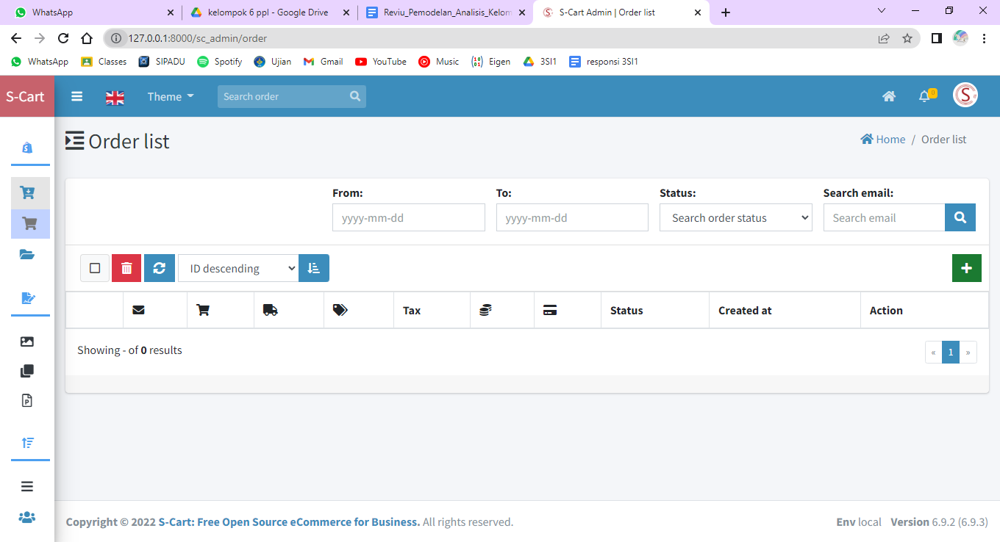 WhatsApp
kelompok 6 ppl - Google Drive
Reviu_Pemodelan_Analisis_Kelom
S-Cart Admin | Order list
127.0.0.1:8000/sc_admin/order
WhatsApp Classes SIPADU Spotify Ujian Gmail YouTube Music Eigen 3SI1 responsi 3SI1
S-Cart Theme Search order 0
Order list
Home / Order list
From: To: Status: Search email:
yyyy-mm-dd yyyy-mm-dd Search order status Search email
ID descending
Tax Status Created at Action
Showing - of 0 results
« 1 »
Copyright © 2022 S-Cart: Free Open Source eCommerce for Business. All rights reserved.
Env local Version 6.9.2 (6.9.3)